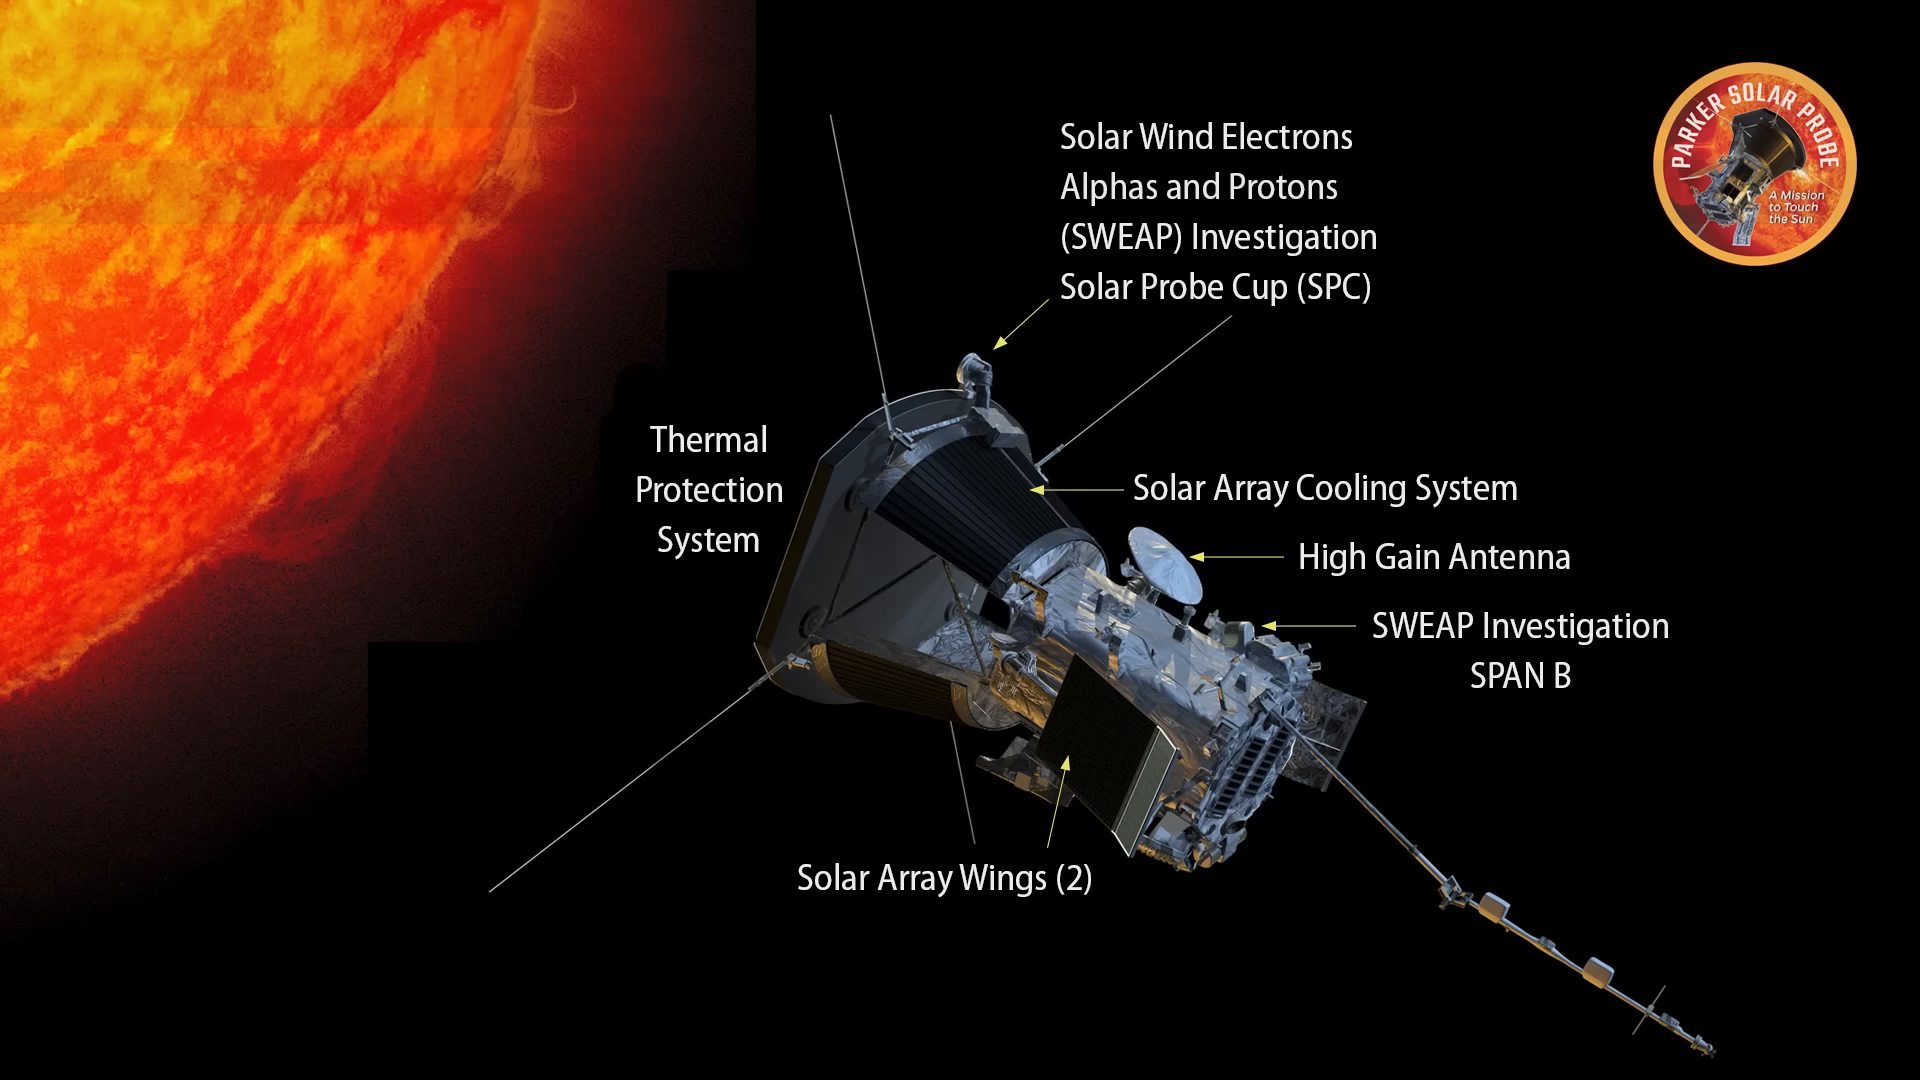 PARKER SOLAR PROBE
A Mission
to Touch
the Sun
Solar Wind Electrons
Alphas and Protons
(SWEAP) Investigation
Solar Probe Cup (SPC)
Thermal
Protection
System
Solar Array Cooling System
High Gain Antenna
SWEAP Investigation
SPAN B
Solar Array Wings (2)